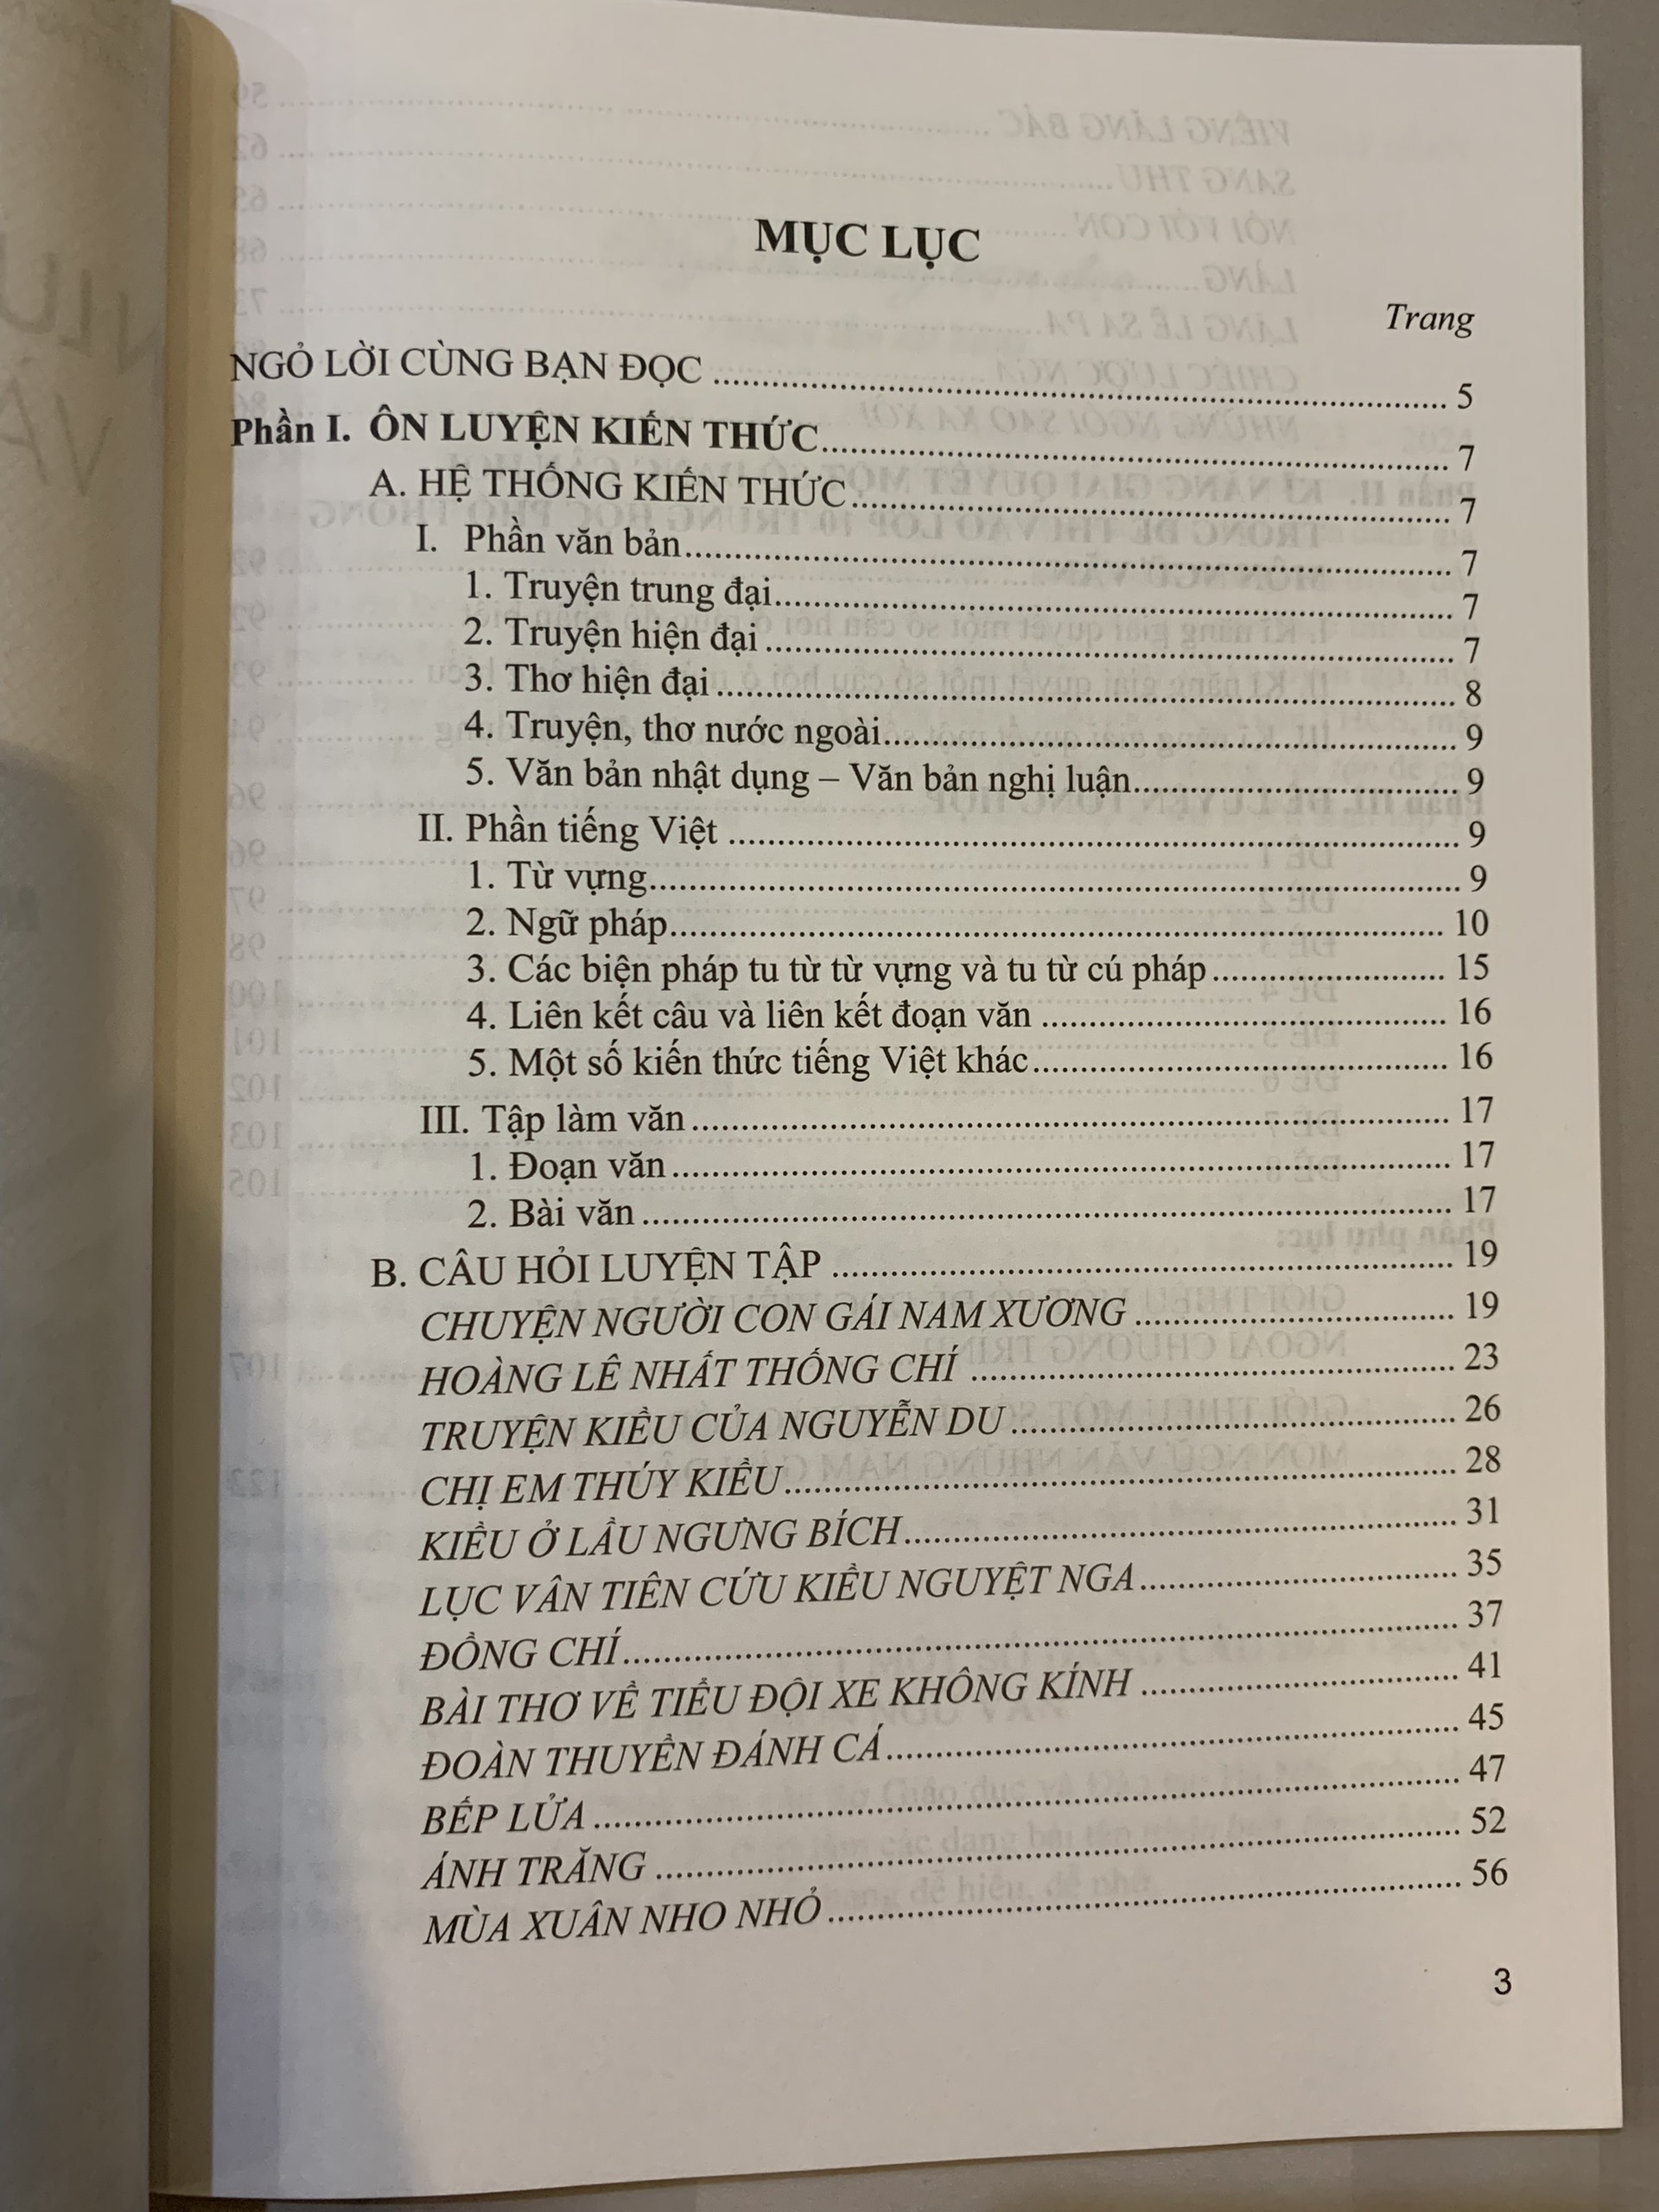 MỤC LỤC
Trang
NGỎ LỜI CÙNG BẠN ĐỌC ........ 5
Phần I. ÔN LUYỆN KIẾN THỨC ........ 7
A. HỆ THỐNG KIẾN THỨC ........ 7
I. Phần văn bản ........ 7
1. Truyện trung đại ........ 7
2. Truyện hiện đại ........ 7
3. Thơ hiện đại ........ 8
4. Truyện, thơ nước ngoài ........ 9
5. Văn bản nhật dụng – Văn bản nghị luận ........ 9
II. Phần tiếng Việt ........ 9
1. Từ vựng ........ 9
2. Ngữ pháp ........ 10
3. Các biện pháp tu từ từ vựng và tu từ cú pháp ........ 15
4. Liên kết câu và liên kết đoạn văn ........ 16
5. Một số kiến thức tiếng Việt khác ........ 16
III. Tập làm văn ........ 17
1. Đoạn văn ........ 17
2. Bài văn ........ 17
B. CÂU HỎI LUYỆN TẬP ........ 19
CHUYỆN NGƯỜI CON GÁI NAM XƯƠNG ........ 19
HOÀNG LÊ NHẤT THỐNG CHÍ ........ 23
TRUYỆN KIỀU CỦA NGUYỄN DU ........ 26
CHỊ EM THÚY KIỀU ........ 28
KIỀU Ở LẦU NGƯNG BÍCH ........ 31
LỤC VÂN TIÊN CỨU KIỀU NGUYỆT NGA ........ 35
ĐỒNG CHÍ ........ 37
BÀI THƠ VỀ TIỂU ĐỘI XE KHÔNG KÍNH ........ 41
ĐOÀN THUYỀN ĐÁNH CÁ ........ 45
BẾP LỬA ........ 47
ÁNH TRĂNG ........ 52
MÙA XUÂN NHO NHỎ ........ 56
3